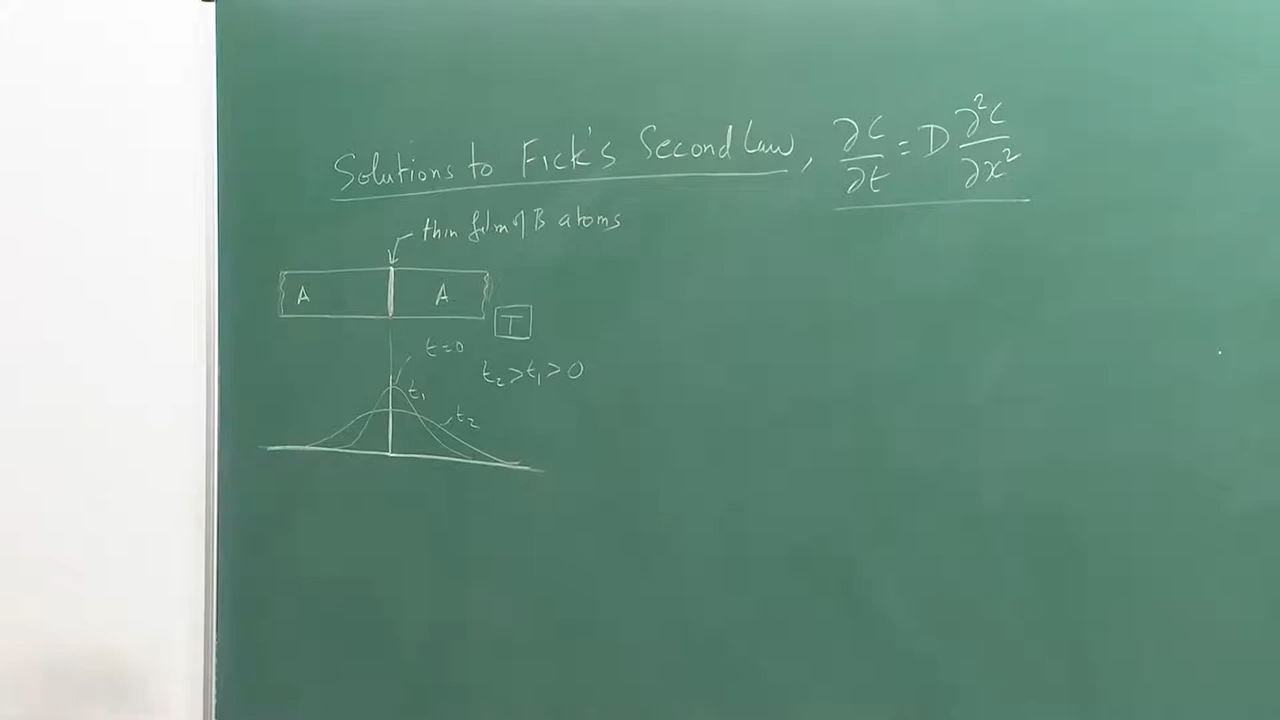 Solutions to Fick's Second Law, ∂C/∂t = D ∂²C/∂x²
thin film of B atoms
A A
T
t=0
t₂ > t₁ > 0
t₁
t₂